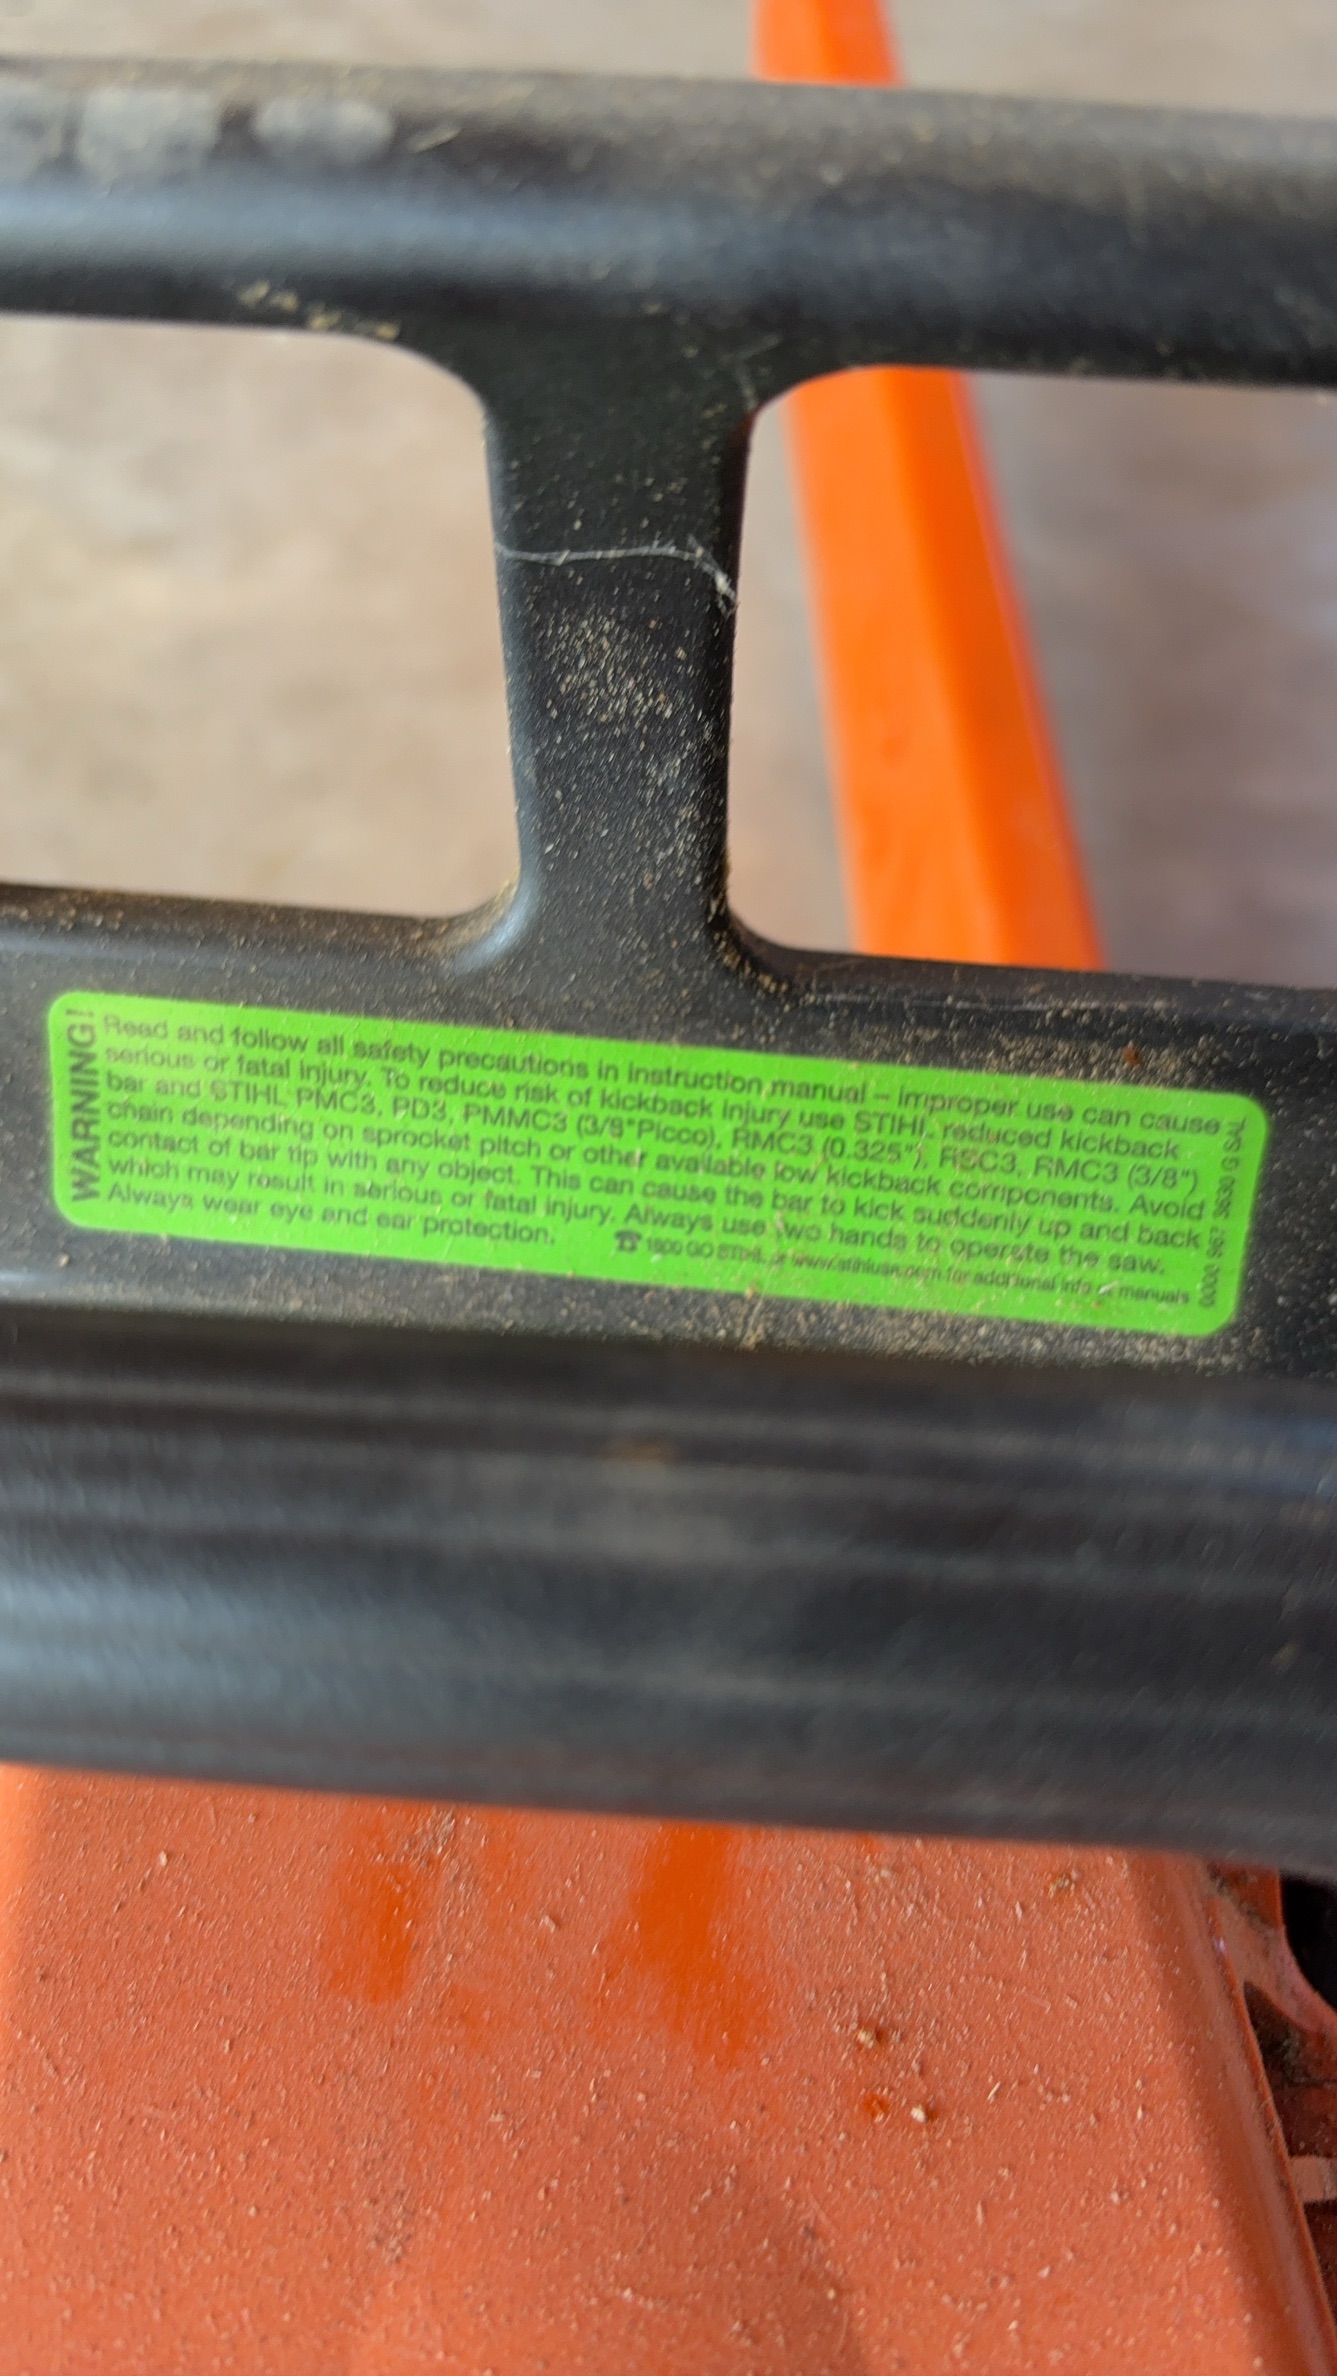 WARNING!
Read and follow all safety precautions in instruction manual – improper use can cause
serious or fatal injury. To reduce risk of kickback injury use STIHL reduced kickback
bar and STIHL PMC3, PD3, PMMC3 (3/8"Picco), RMC3 (0.325"), RSC3, RMC3 (3/8")
chain depending on sprocket pitch or other available low kickback components. Avoid
contact of bar tip with any object. This can cause the bar to kick suddenly up and back
which may result in serious or fatal injury. Always use two hands to operate the saw.
Always wear eye and ear protection.
☎ 1800 GO STIHL or www.stihlusa.com for additional info or manuals
0000 967 3630 G SAL